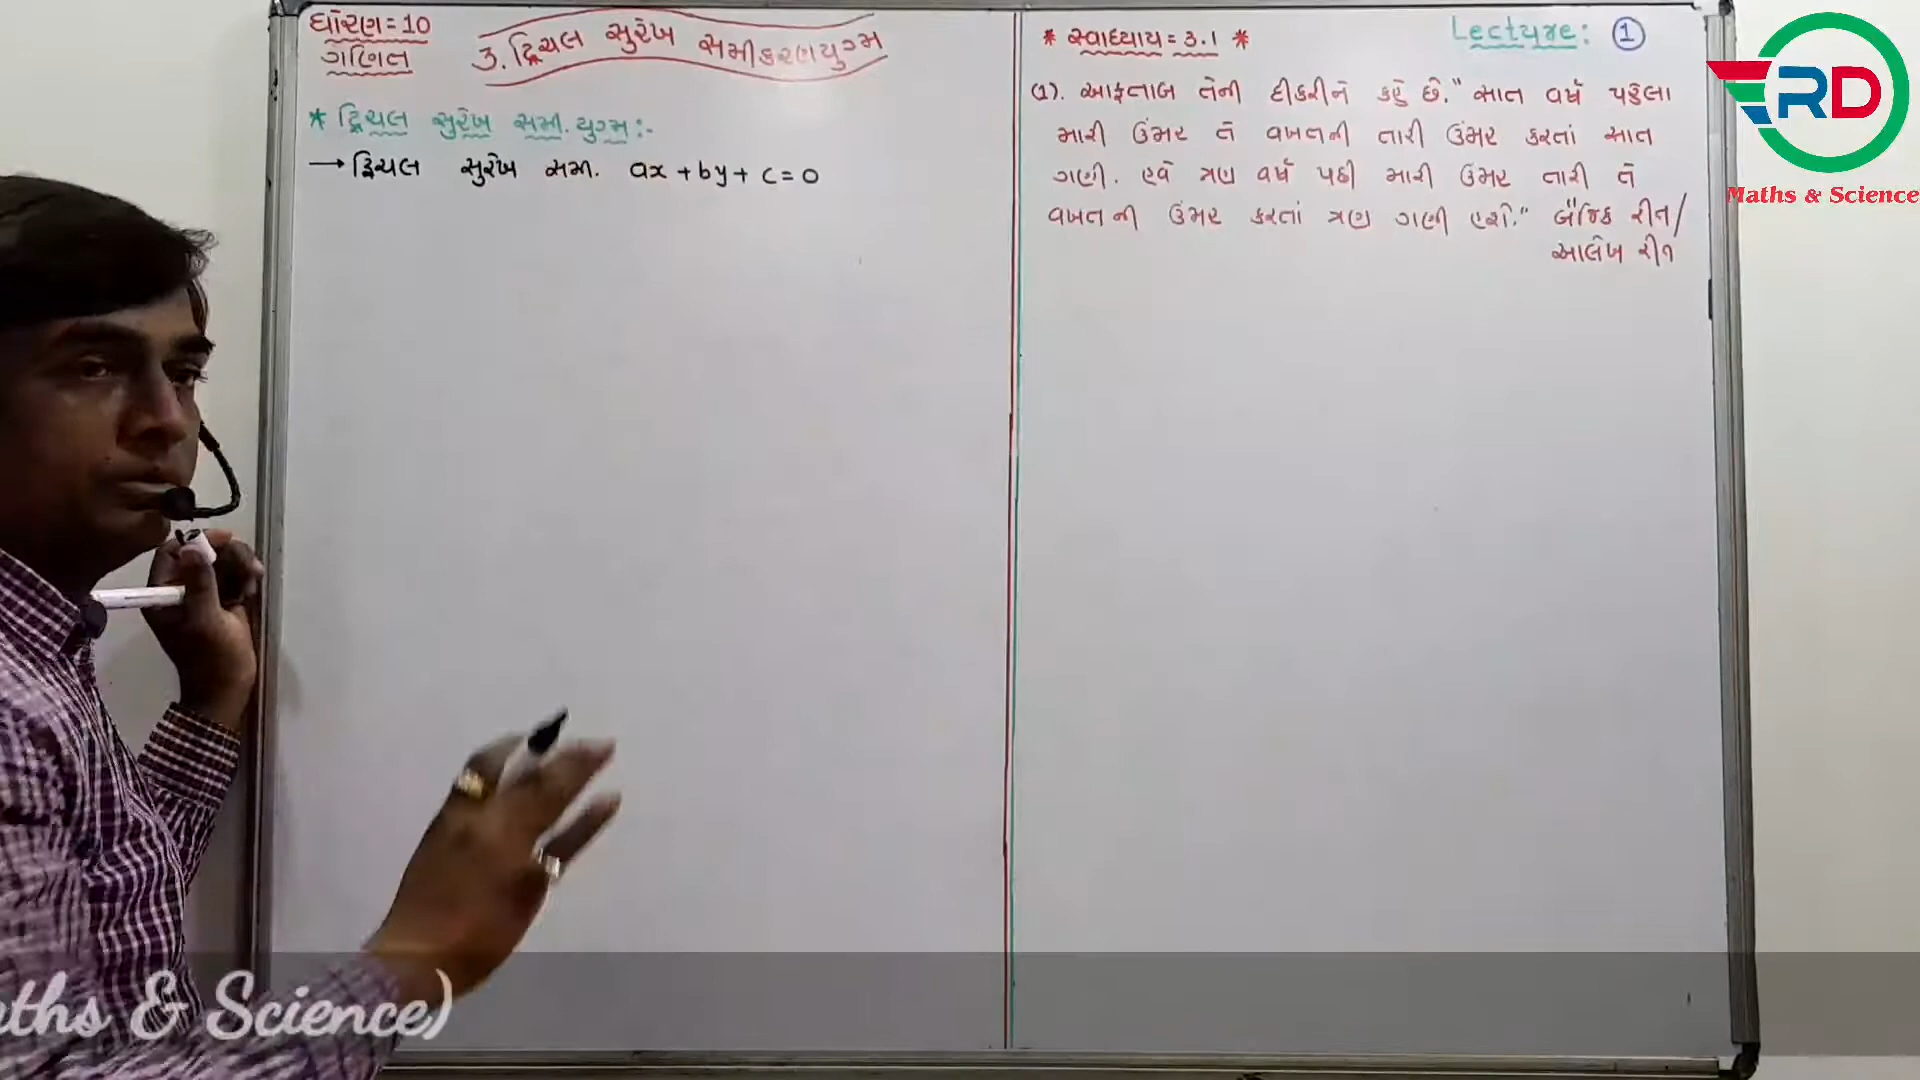 ધોરણ = 10
ગણિત
3. દ્વિચલ સુરેખ સમીકરણયુગ્મ
* દ્વિચલ સુરેખ સમી. યુગ્મ :-
→ દ્વિચલ સુરેખ સમી. ax + by + c = 0
* સ્વાધ્યાય = 3.1 *
Lecture: 1
(1). આફતાબ તેની દીકરીને કહે છે. "સાત વર્ષ પહેલા
મારી ઉંમર તે વખતની તારી ઉંમર કરતાં સાત
ગણી. હવે ત્રણ વર્ષ પછી મારી ઉંમર તારી તે
વખતની ઉંમર કરતાં ત્રણ ગણી હશે." બૈજિક રીત/
આલેખ રીત
RD
Maths & Science
ths & Science)